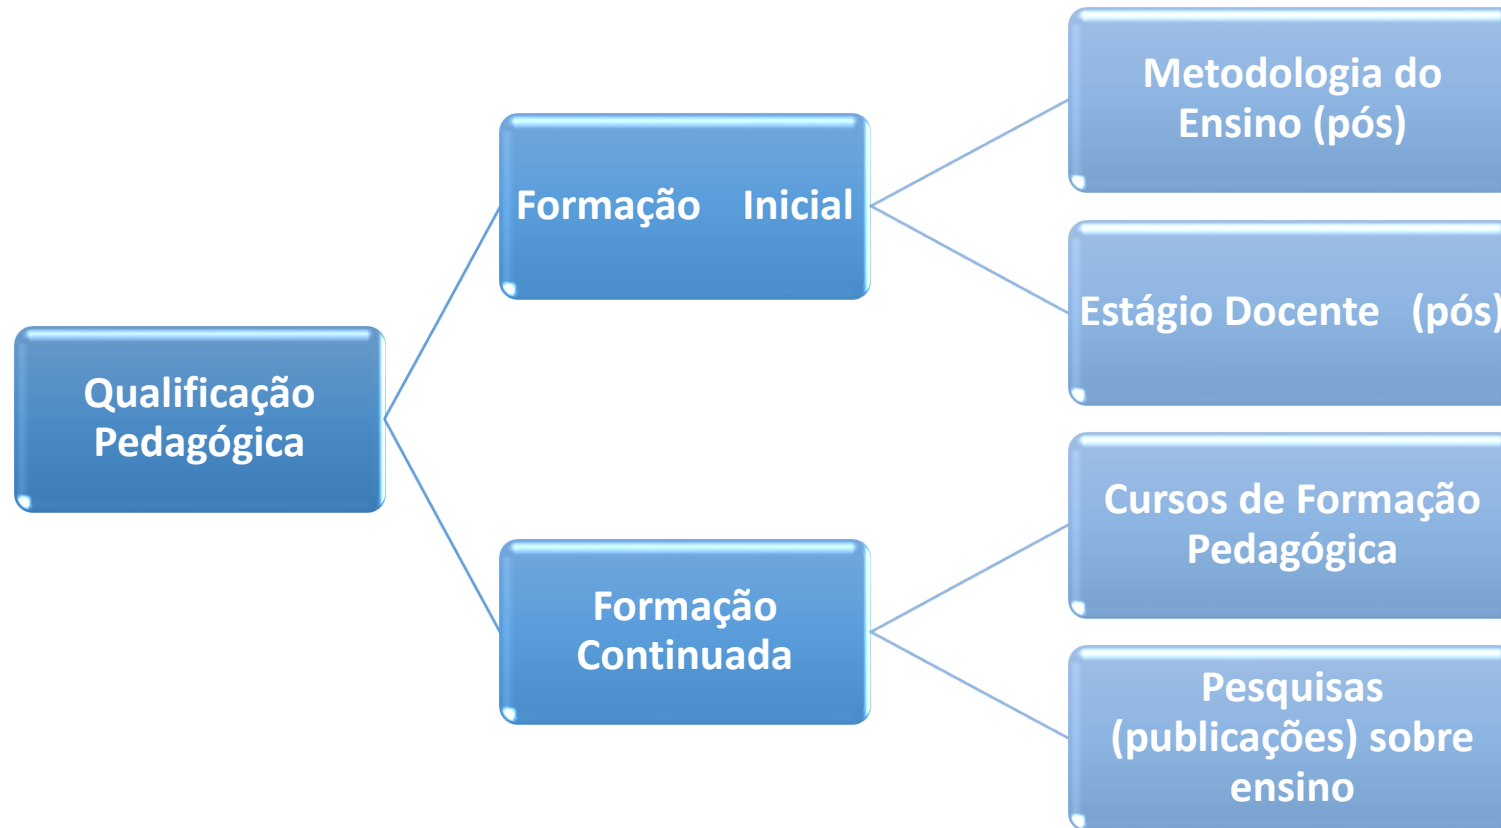 Qualificação
Pedagógica
Formação Inicial
Metodologia do
Ensino (pós)
Estágio Docente (pós)
Formação
Continuada
Cursos de Formação
Pedagógica
Pesquisas
(publicações) sobre
ensino